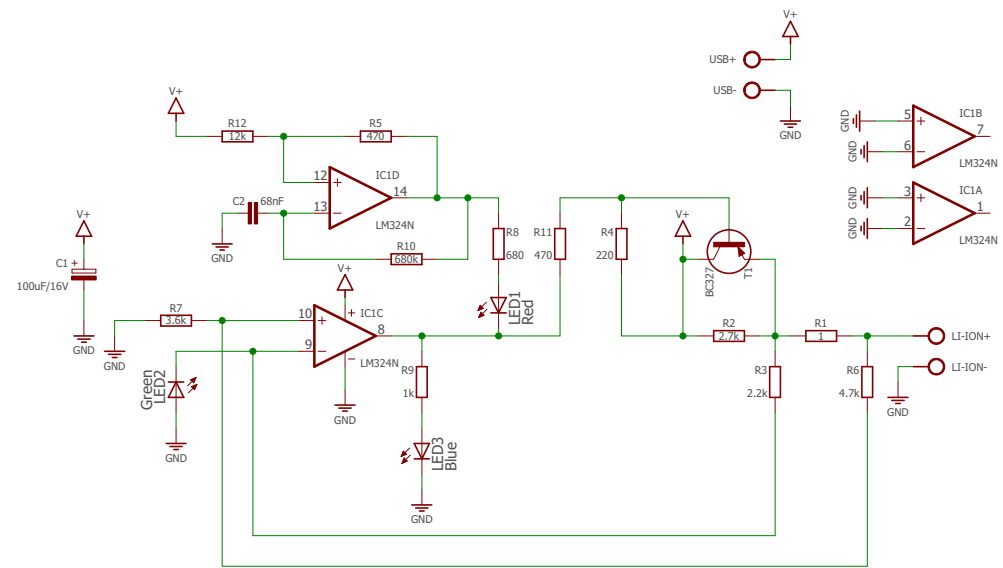 V+
USB+
USB-
GND
V+
R12
12k
R5
470
GND
5
+
6
−
IC1B
7
LM324N
GND
IC1D
12
+
13
−
14
LM324N
C2
68nF
GND
R10
680k
GND
3
+
2
−
IC1A
1
LM324N
GND
V+
C1 +
100uF/16V
GND
R8
680
R11
470
R4
220
V+
BC327
T1
V+
LED1
Red
R7
3.6k
GND
10
+
9
−
+
−
IC1C
8
LM324N
GND
R2
2.7k
R1
1
LI-ION+
LI-ION-
GND
Green
LED2
GND
R9
1k
R3
2.2k
R6
4.7k
LED3
Blue
GND